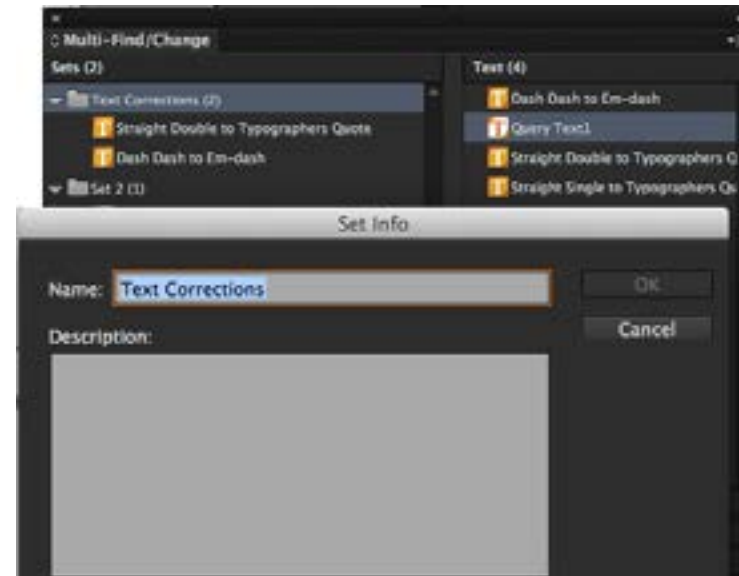 Multi-Find/Change
Sets (2)
Text Corrections (2)
Straight Double to Typographers Quote
Dash Dash to Em-dash
Set 2 (1)
Text (4)
Dash Dash to Em-dash
Query Text1
Straight Double to Typographers Q
Straight Single to Typographers Qu
Set Info
Name: Text Corrections
OK
Description:
Cancel